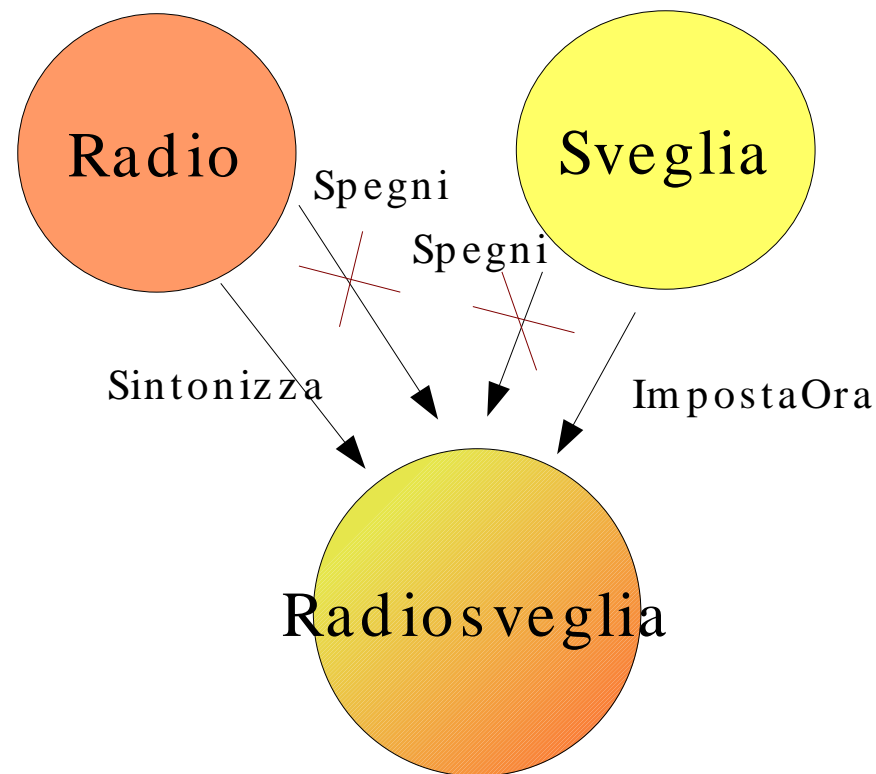 Radio
Sveglia
Spegni
Spegni
Sintonizza
ImpostaOra
Radiosveglia